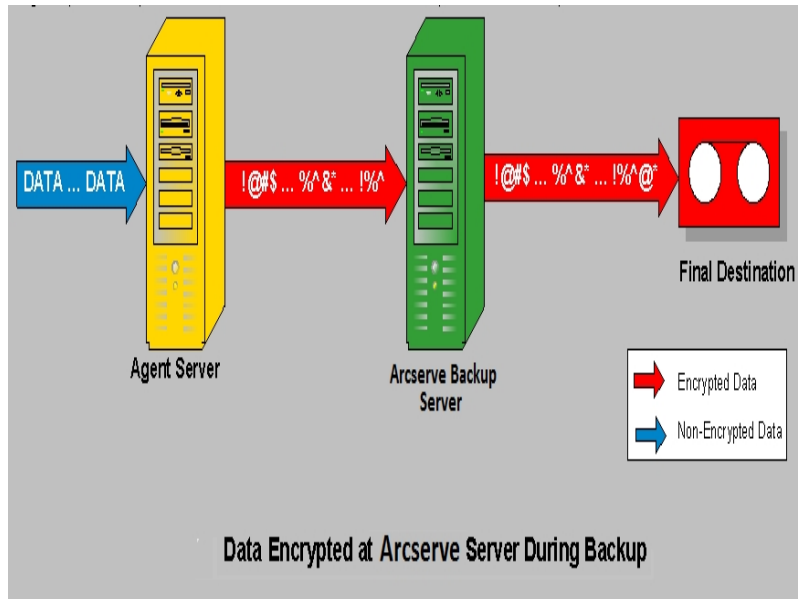 DATA ... DATA
!@#$ ... %^ &* ... !%^
!@#$ ... %^ &* ... !%^@*
Final Destination
Agent Server
Arcserve Backup
Server
Encrypted Data
Non-Encrypted Data
Data Encrypted at Arcserve Server During Backup